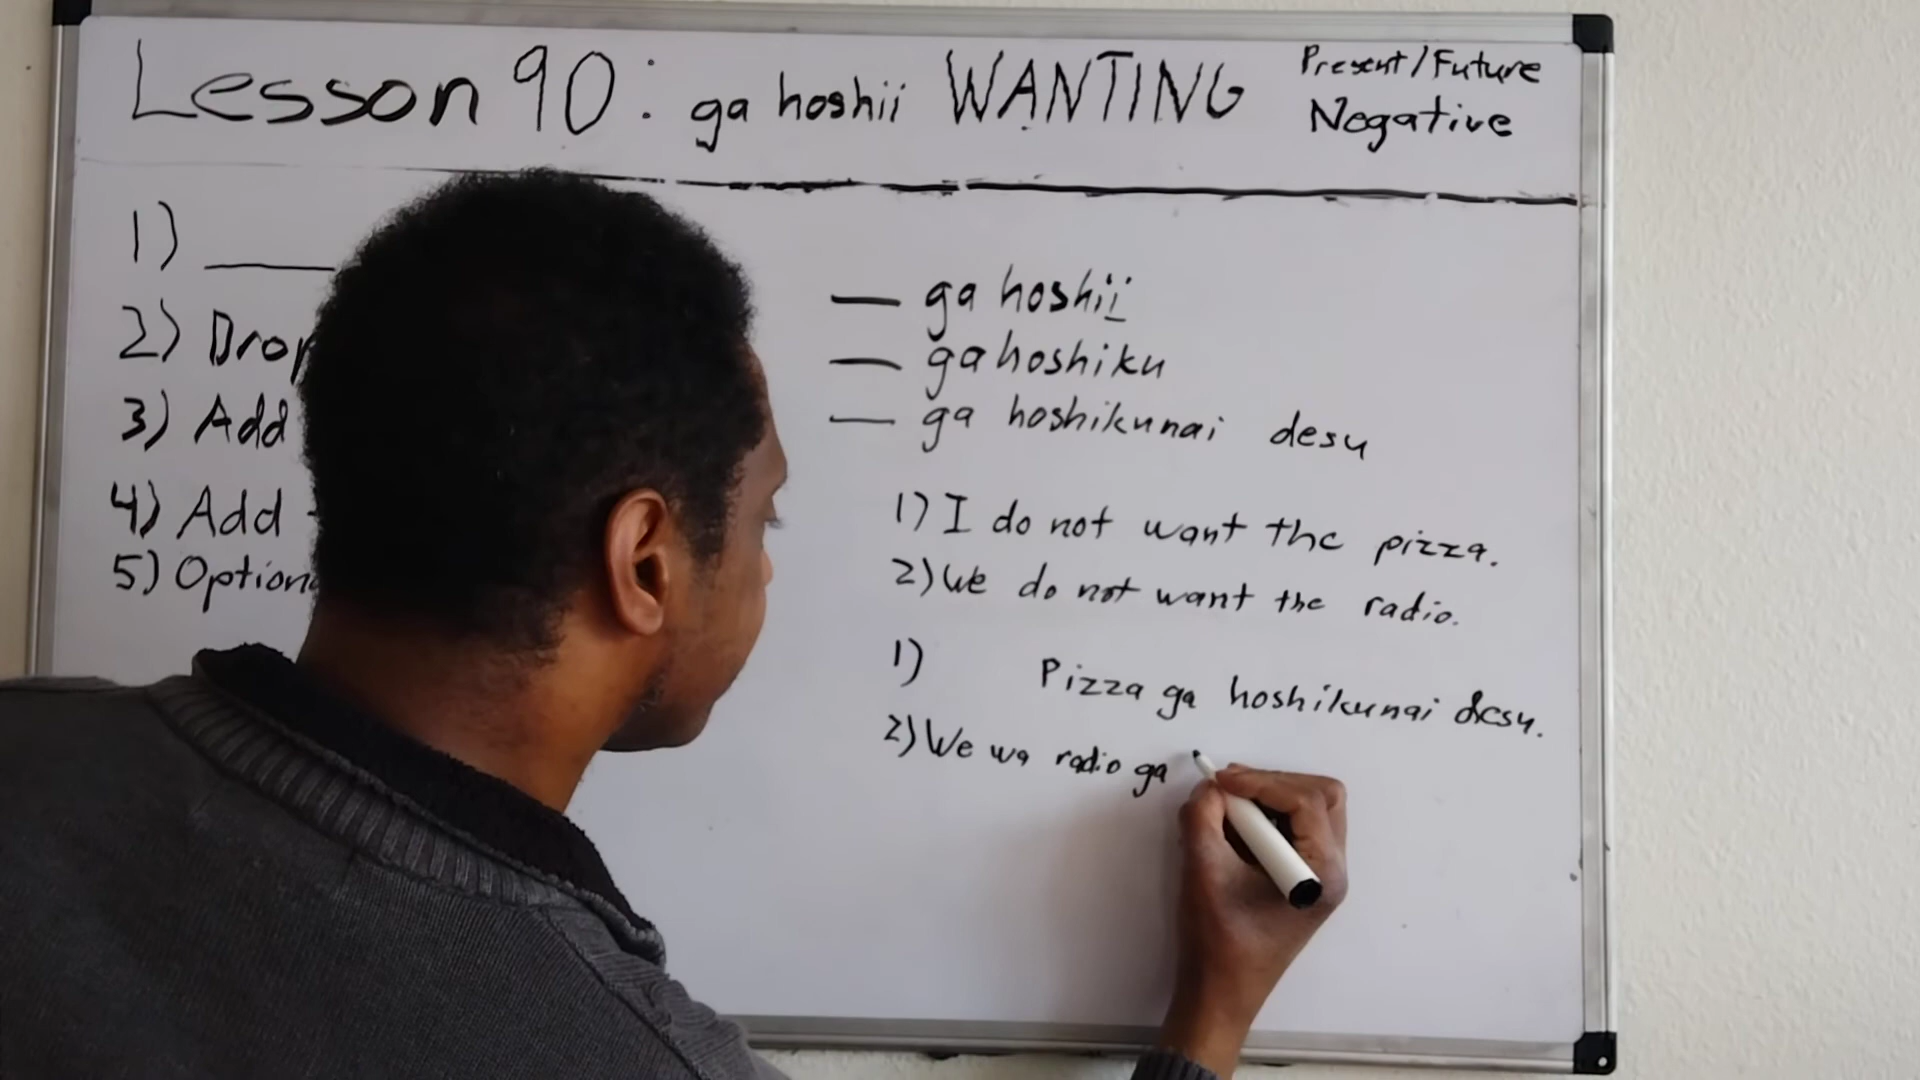 Lesson 90: ga hoshii WANTING Present/Future Negative
1) ____
2) Drop
3) Add
4) Add
5)
— ga hoshii
— ga hoshiku
— ga hoshikunai desu
1) I do not want the pizza.
2) We do not want the radio.
1) Pizza ga hoshikunai desu.
2) We wa radio ga